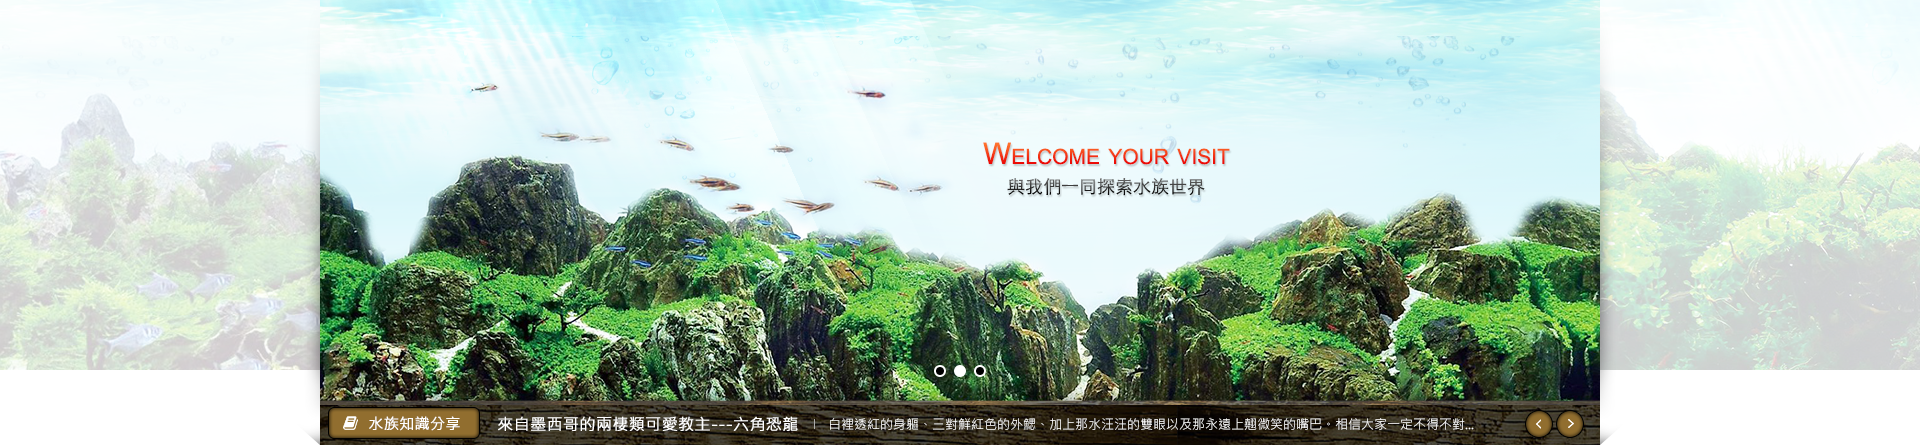 WELCOME YOUR VISIT
與我們一同探索水族世界
水族知識分享 來自墨西哥的兩棲類可愛教主---六角恐龍 | 白裡透紅的身軀、三對鮮紅色的外鰓、加上那水汪汪的雙眼以及那永遠上翹微笑的嘴巴。相信大家一定不得不對...